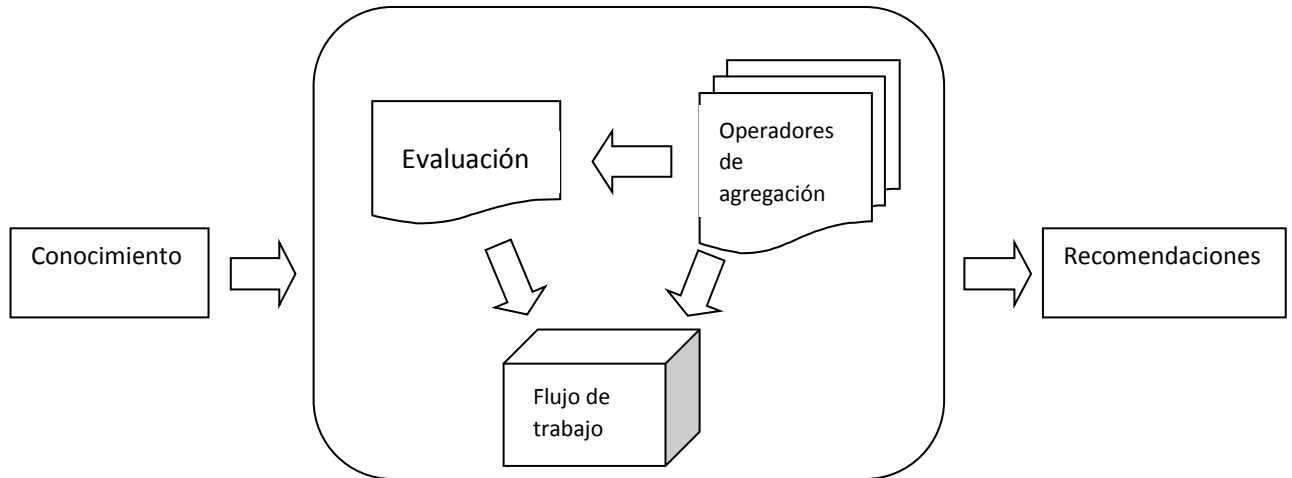 Conocimiento
Evaluación
Operadores
de
agregación
Flujo de
trabajo
Recomendaciones